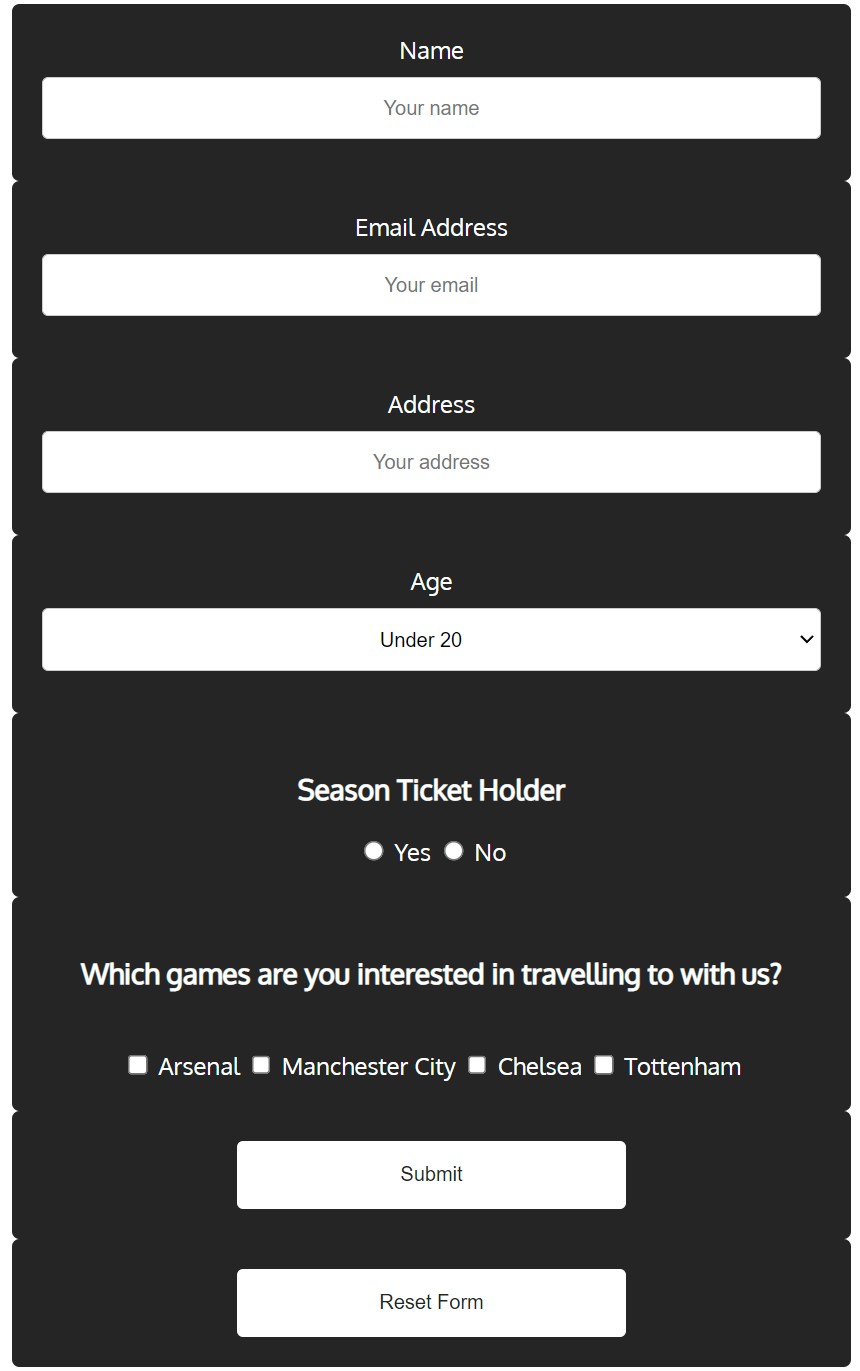 Name
Your name
Email Address
Your email
Address
Your address
Age
Under 20
Season Ticket Holder
Yes No
Which games are you interested in travelling to with us?
Arsenal Manchester City Chelsea Tottenham
Submit
Reset Form